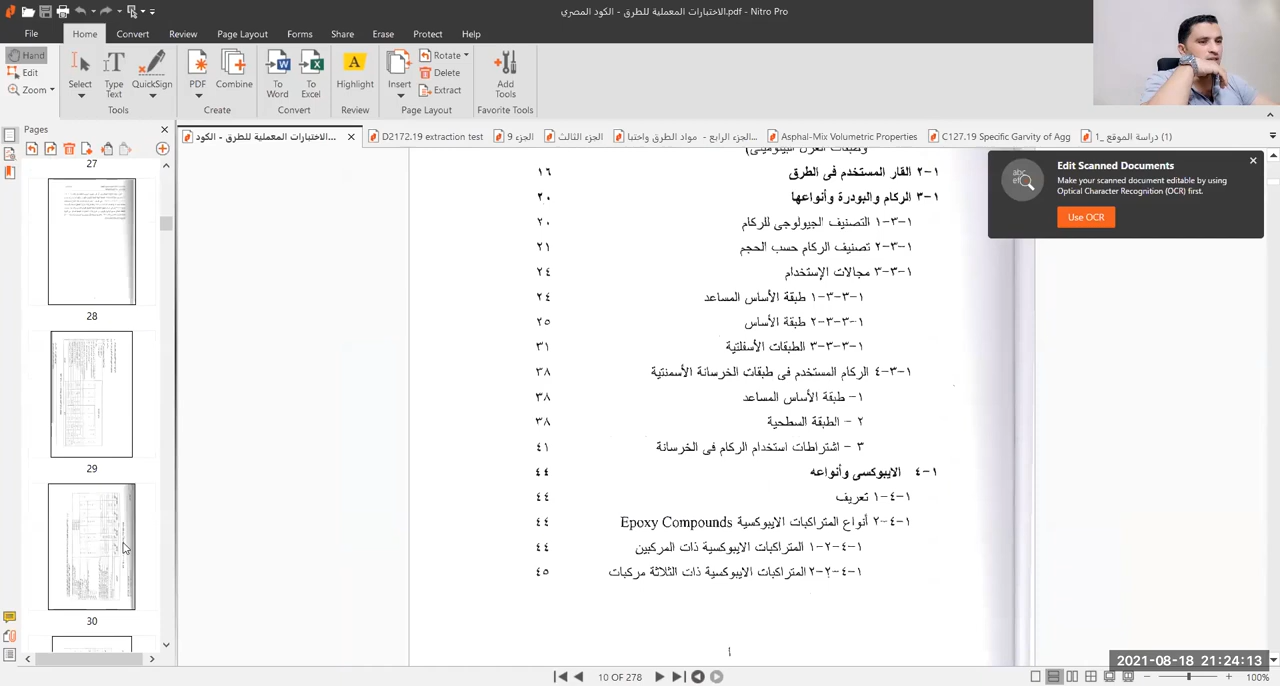 الاختبارات المعملية للطرق - الكود المصري.pdf - Nitro Pro
File Home Convert Review Page Layout Forms Share Erase Protect Help
Hand
Edit
Zoom
Select
Type Text
QuickSign
Tools
PDF
Combine
Create
To Word
To Excel
Convert
Highlight
Review
Insert
Rotate
Delete
Extract
Page Layout
Add Tools
Favorite Tools
Pages
الاختبارات المعملية للطرق - الكود...
D2172.19 extraction test
الجزء 9
الجزء الثالث
الجزء الرابع - مواد الطرق واختبا...
Asphal-Mix Volumetric Properties
C127.19 Specific Garvity of Agg
دراسة الموقع _1 (1)
Edit Scanned Documents
Make your scanned document editable by using
Optical Character Recognition (OCR) first.
Use OCR
27
28
29
30
١-٢ القار المستخدم فى الطرق ١٦
١-٣ الركام والبودرة وأنواعها ٢٠
١-٣-١ التصنيف الجيولوجى للركام ٢٠
١-٣-٢ تصنيف الركام حسب الحجم ٢١
١-٣-٣ مجالات الإستخدام ٢٤
١-٣-٣-١ طبقة الأساس المساعد ٢٤
١-٣-٣-٢ طبقة الأساس ٢٥
١-٣-٣-٣ الطبقات الأسفلتية ٣١
١-٣-٤ الركام المستخدم فى طبقات الخرسانة الأسمنتية ٣٨
١- طبقة الأساس المساعد ٣٨
٢ - الطبقة السطحية ٣٨
٣ - اشتراطات استخدام الركام فى الخرسانة ٤١
١-٤ الايبوكسى وأنواعه ٤٤
١-٤-١ تعريف ٤٤
١-٤-٢ أنواع المتراكبات الايبوكسية Epoxy Compounds ٤٤
١-٤-٢-١ المتراكبات الايبوكسية ذات المركبين ٤٤
١-٤-٢-٢ المتراكبات الايبوكسية ذات الثلاثة مركبات ٤٥
أ
10 OF 278
100%
2021-08-18 21:24:13